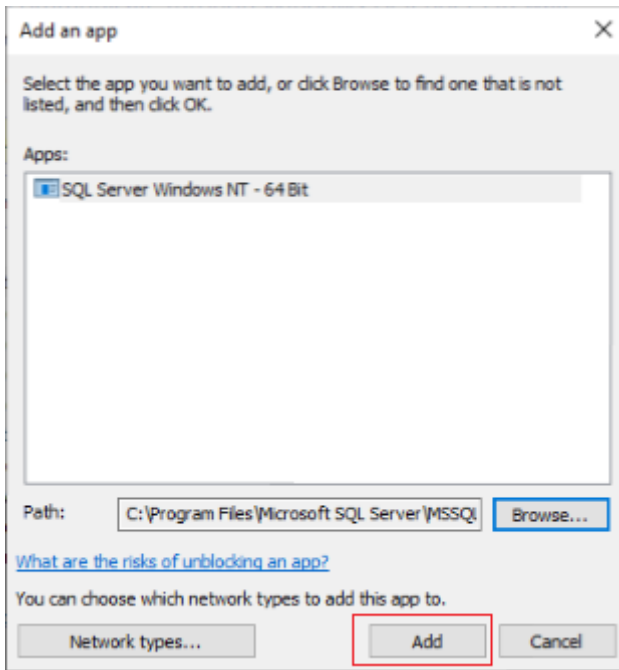 Add an app
Select the app you want to add, or click Browse to find one that is not
listed, and then click OK.
Apps:
SQL Server Windows NT - 64 Bit
Path:
C:\Program Files\Microsoft SQL Server\MSSQL
Browse...
What are the risks of unblocking an app?
You can choose which network types to add this app to.
Network types...
Add
Cancel